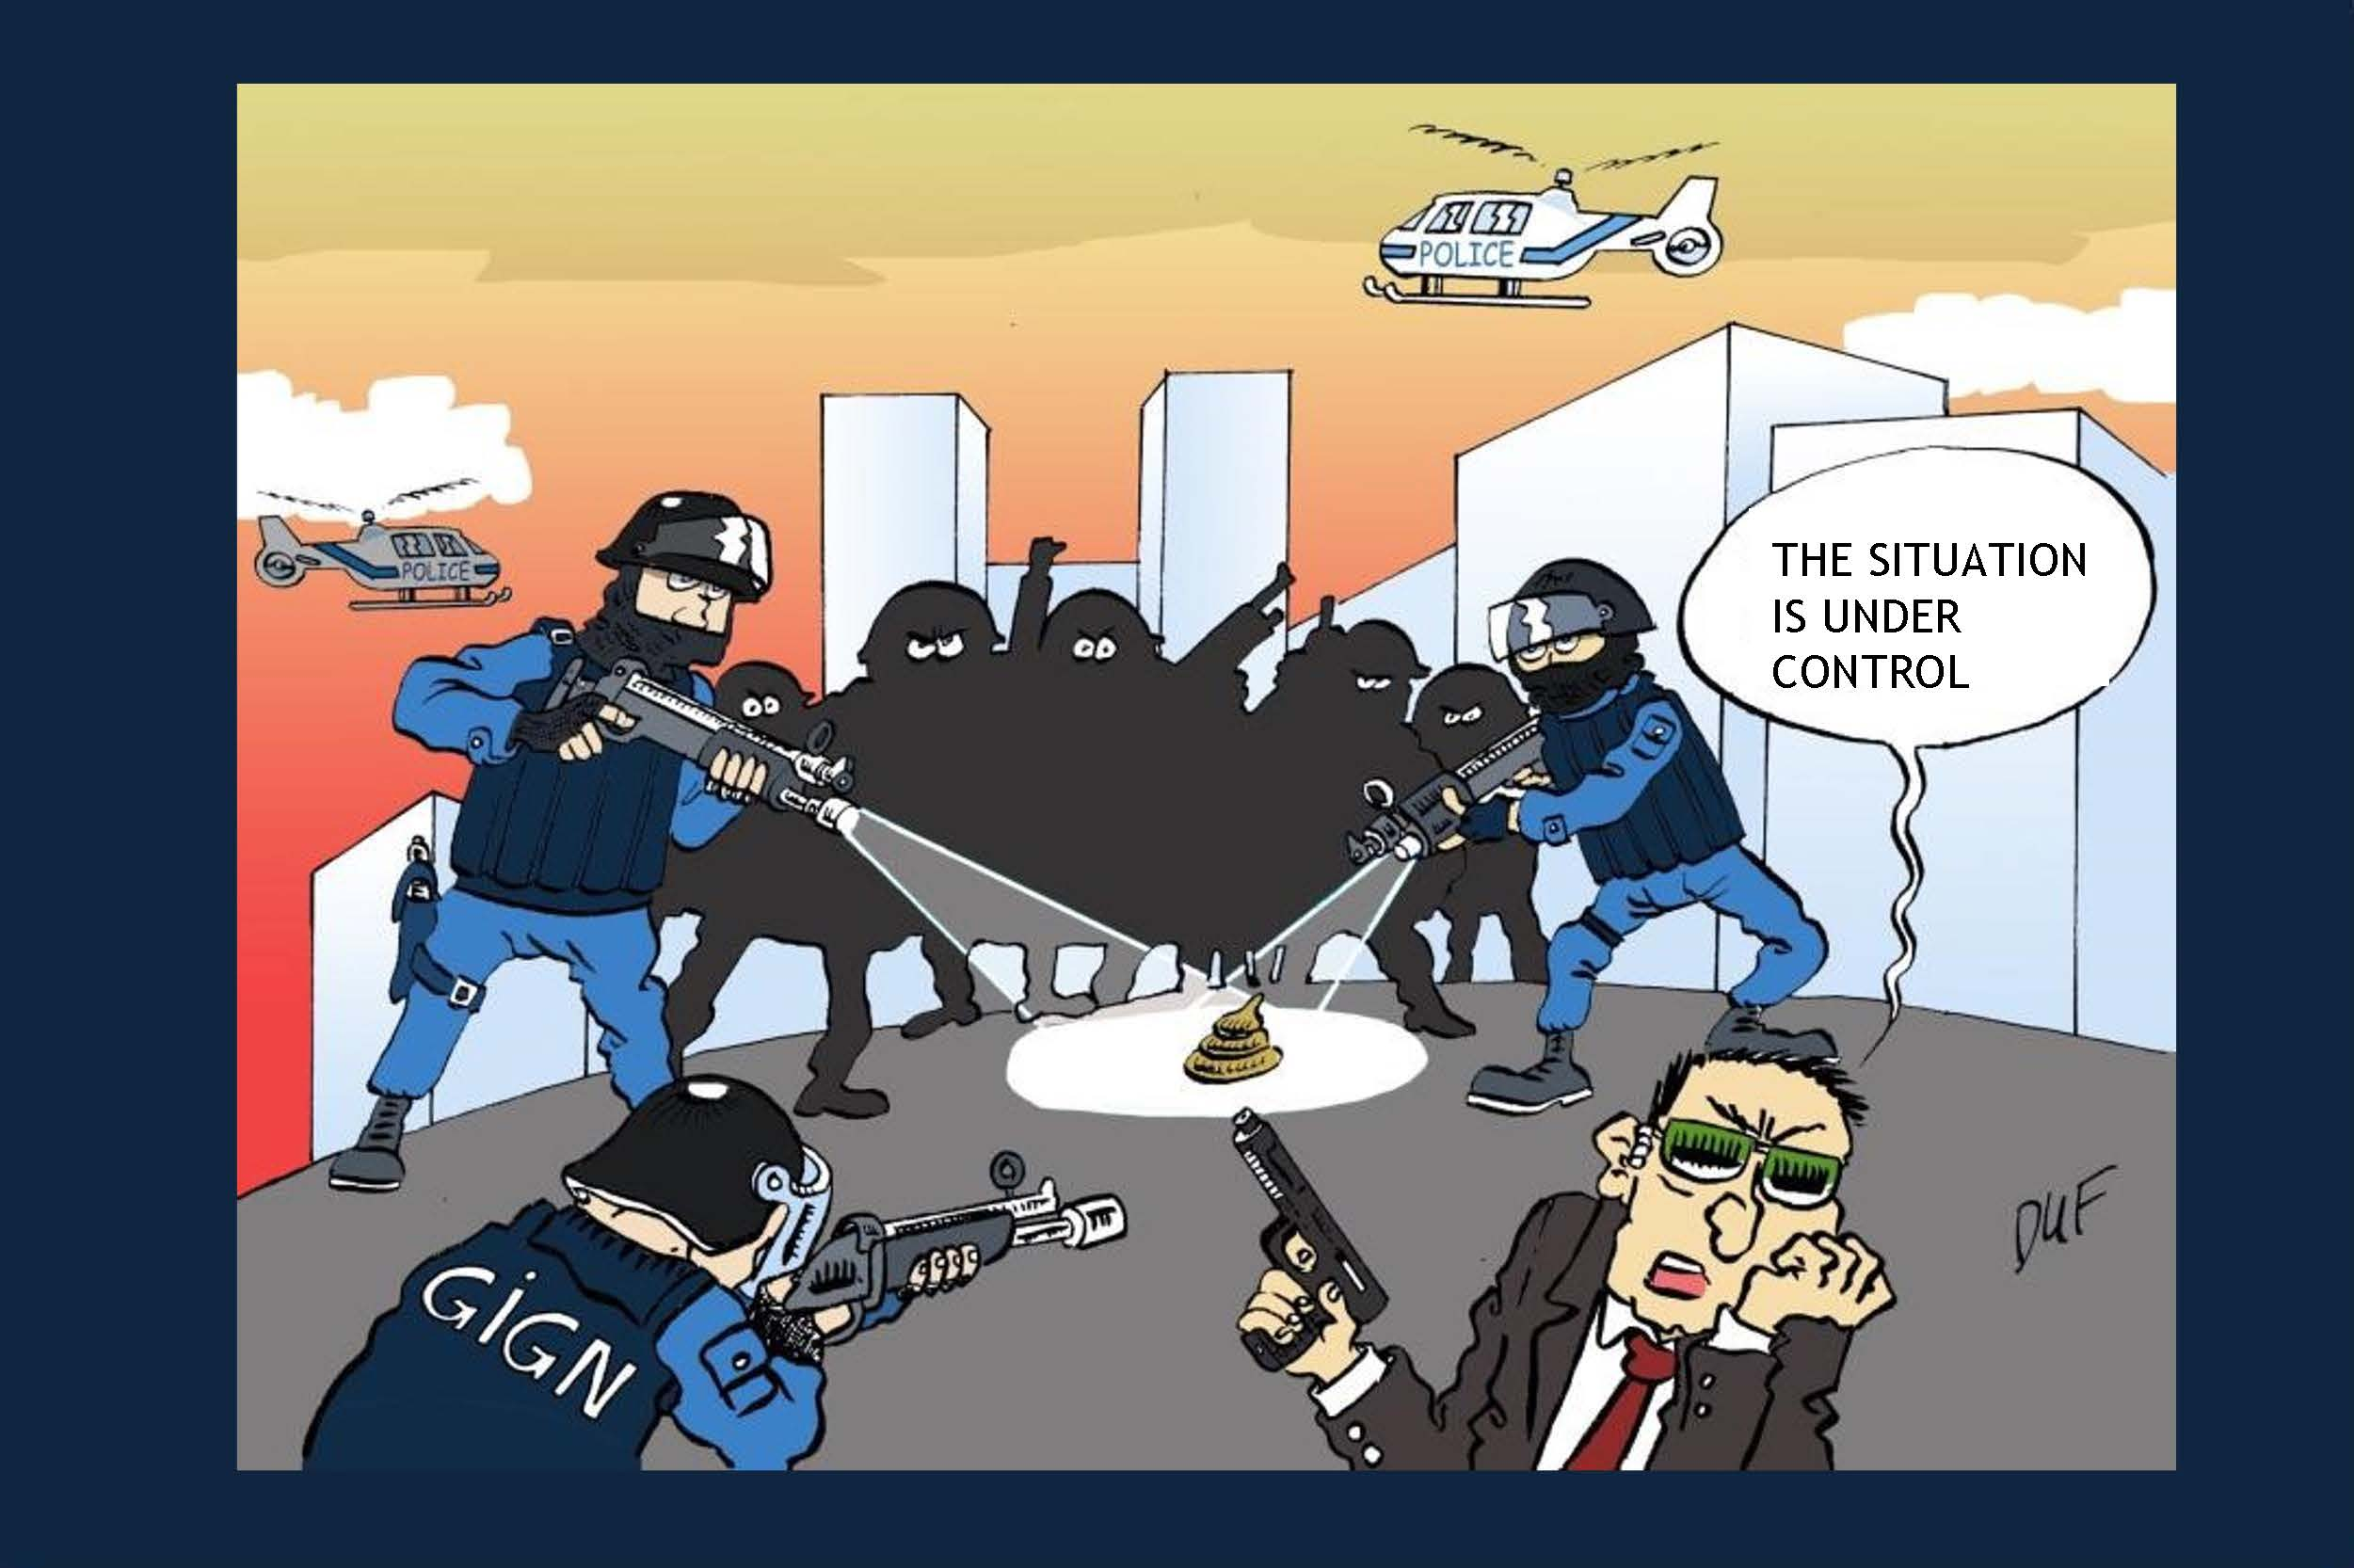 POLICE
POLICE
THE SITUATION
IS UNDER
CONTROL
GiGN
DUF